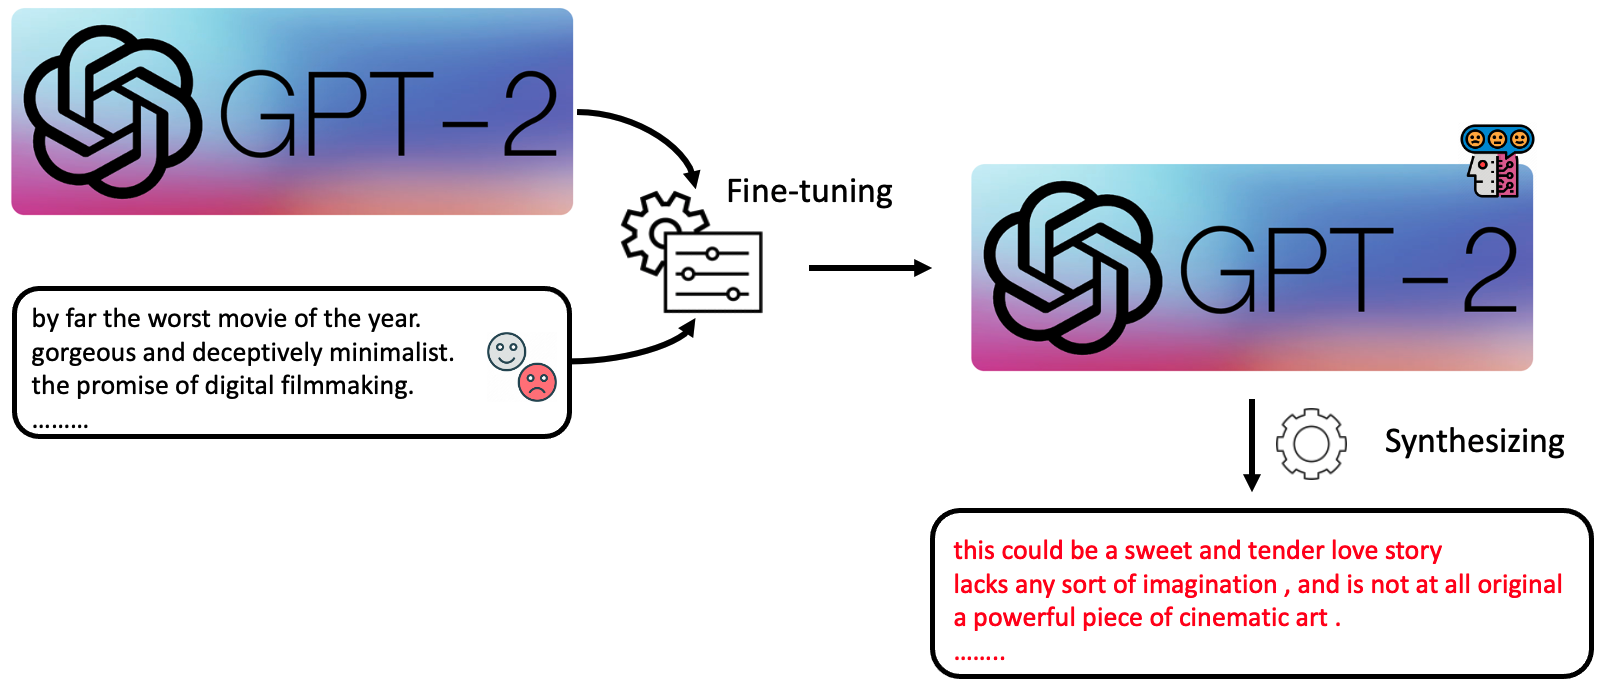 GPT-2
by far the worst movie of the year.
gorgeous and deceptively minimalist.
the promise of digital filmmaking.
.........
Fine-tuning
GPT-2
Synthesizing
this could be a sweet and tender love story
lacks any sort of imagination , and is not at all original
a powerful piece of cinematic art .
........